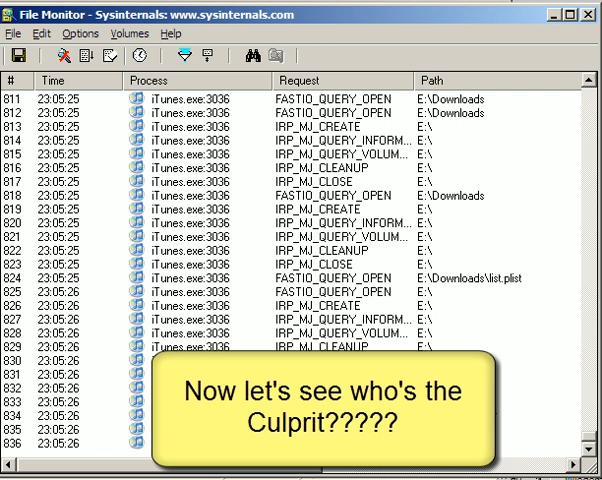 File Monitor - Sysinternals: www.sysinternals.com
File Edit Options Volumes Help
# Time Process Request Path
811 23:05:25 iTunes.exe:3036 FASTIO_QUERY_OPEN E:\Downloads
812 23:05:25 iTunes.exe:3036 FASTIO_QUERY_OPEN E:\Downloads
813 23:05:25 iTunes.exe:3036 IRP_MJ_CREATE E:\
814 23:05:25 iTunes.exe:3036 IRP_MJ_QUERY_INFORM... E:\
815 23:05:25 iTunes.exe:3036 IRP_MJ_QUERY_VOLUM... E:\
816 23:05:25 iTunes.exe:3036 IRP_MJ_CLEANUP E:\
817 23:05:25 iTunes.exe:3036 IRP_MJ_CLOSE E:\
818 23:05:25 iTunes.exe:3036 FASTIO_QUERY_OPEN E:\Downloads
819 23:05:25 iTunes.exe:3036 IRP_MJ_CREATE E:\
820 23:05:25 iTunes.exe:3036 IRP_MJ_QUERY_INFORM... E:\
821 23:05:25 iTunes.exe:3036 IRP_MJ_QUERY_VOLUM... E:\
822 23:05:25 iTunes.exe:3036 IRP_MJ_CLEANUP E:\
823 23:05:25 iTunes.exe:3036 IRP_MJ_CLOSE E:\
824 23:05:25 iTunes.exe:3036 FASTIO_QUERY_OPEN E:\Downloads\list.plist
825 23:05:26 iTunes.exe:3036 FASTIO_QUERY_OPEN E:\
826 23:05:26 iTunes.exe:3036 IRP_MJ_CREATE E:\
827 23:05:26 iTunes.exe:3036 IRP_MJ_QUERY_INFORM... E:\
828 23:05:26 iTunes.exe:3036 IRP_MJ_QUERY_VOLUM... E:\
829 23:05:26 iTunes.exe:3036 IRP_MJ_CLEANUP E:\
830 23:05:26
831 23:05:26
832 23:05:26
833 23:05:26
834 23:05:26
835 23:05:26
836 23:05:26
Now let's see who's the
Culprit?????